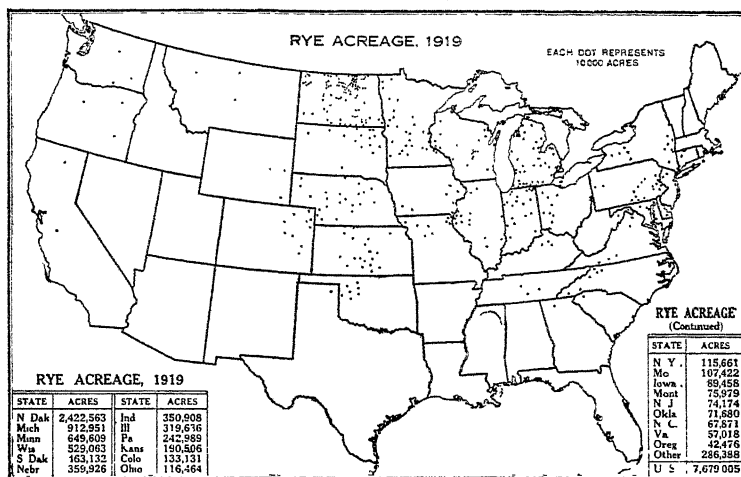 RYE ACREAGE, 1919
EACH DOT REPRESENTS
10000 ACRES
RYE ACREAGE, 1919
STATE ACRES STATE ACRES
N Dak 2,422,563 Ind 350,908
Mich 912,951 Ill 319,636
Minn 649,609 Pa 242,989
Wis 529,063 Kans 190,506
S Dak 163,132 Colo 133,131
Nebr 359,926 Ohio 116,464
RYE ACREAGE
(Continued)
STATE ACRES
N Y. 115,661
Mo 107,422
Iowa. 89,458
Mont 75,979
N J 74,174
Okla 71,680
N C. 67,871
Va 57,018
Oreg 42,476
Other 286,388
U S. 7,679 005